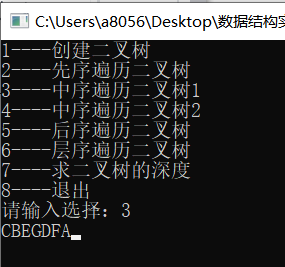 C:\Users\a8056\Desktop\数据结构实
1----创建二叉树
2----先序遍历二叉树
3----中序遍历二叉树1
4----中序遍历二叉树2
5----后序遍历二叉树
6----层序遍历二叉树
7----求二叉树的深度
8----退出
请输入选择：3
CBEGDFA